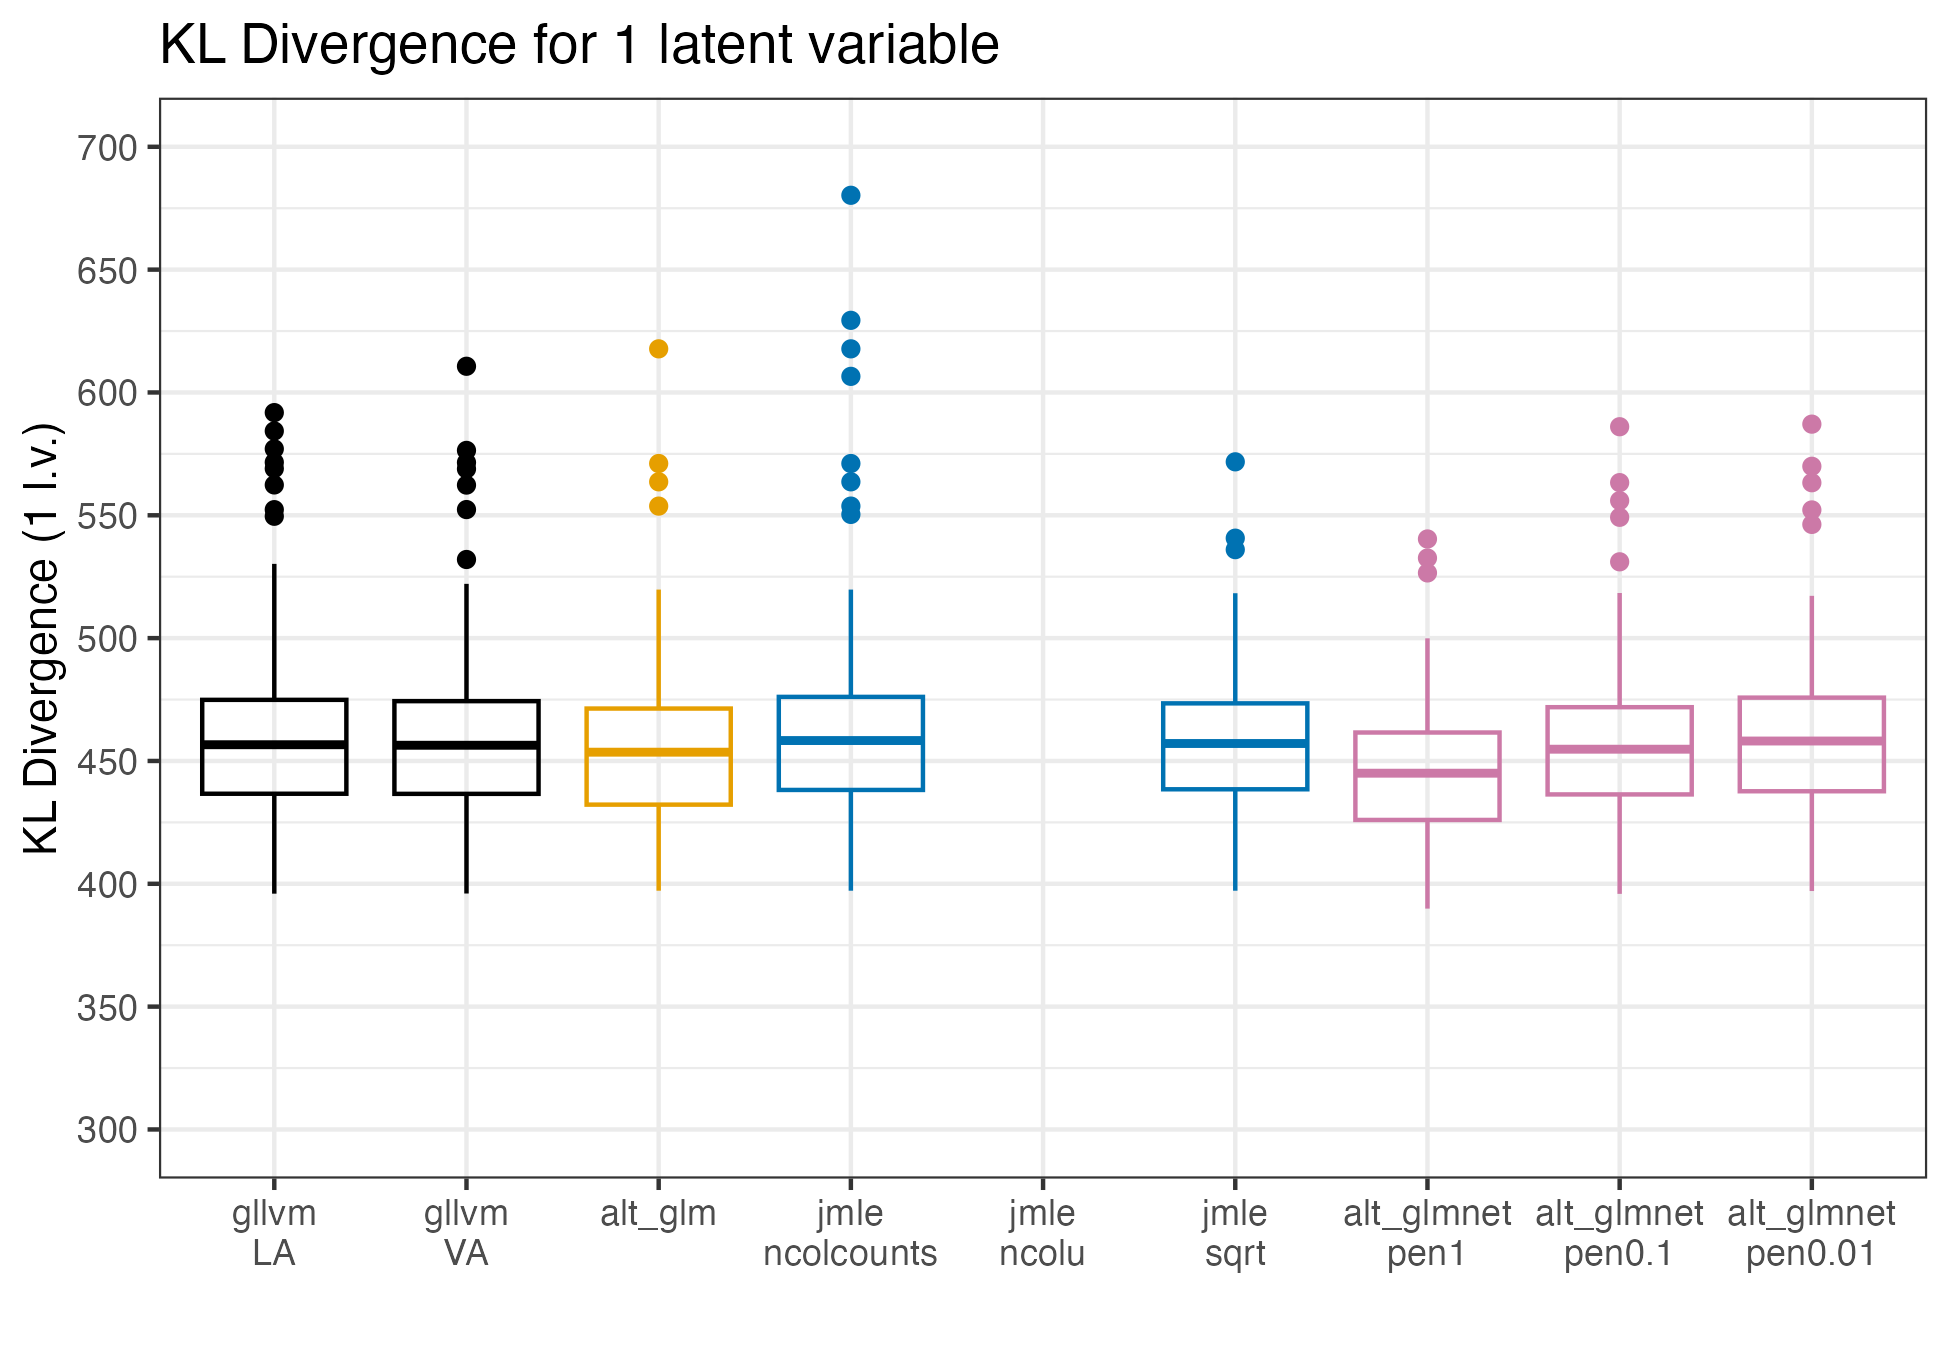 KL Divergence for 1 latent variable
KL Divergence (1 l.v.)
700
650
600
550
500
450
400
350
300
gllvm
LA
gllvm
VA
alt_glm
jmle
ncolcounts
jmle
ncolu
jmle
sqrt
alt_glmnet
pen1
alt_glmnet
pen0.1
alt_glmnet
pen0.01